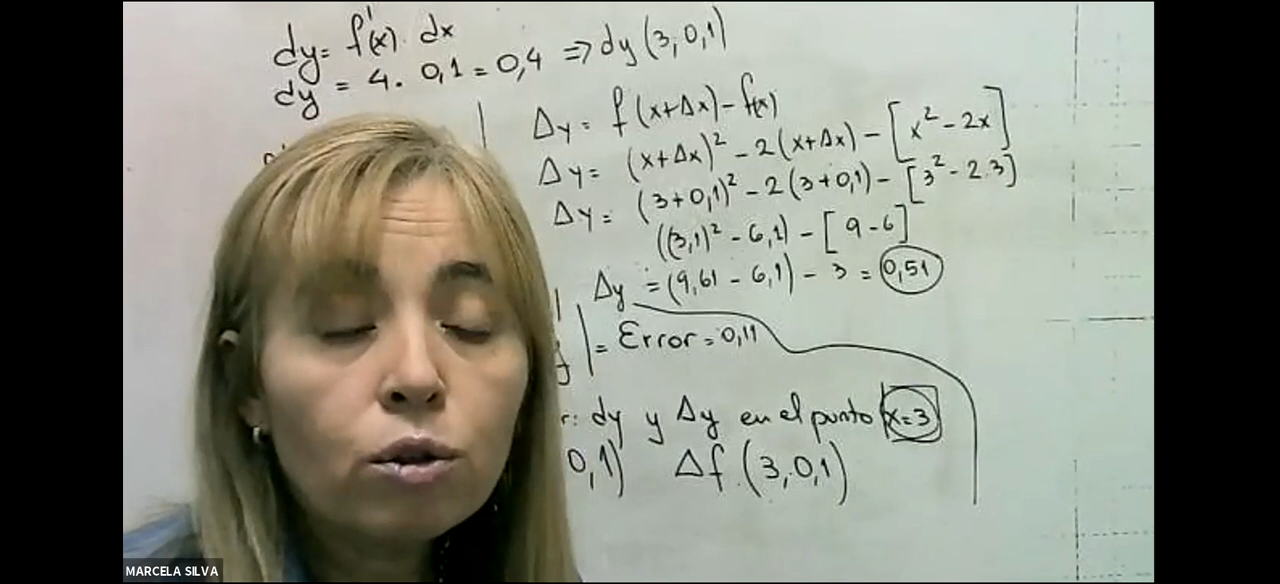 dy = f'(x) . dx
dy = 4 . 0,1 = 0,4 ⇒ dy (3, 0,1)
Δy = f (x+Δx) - f(x)
Δy = (x+Δx)² - 2(x+Δx) - [x² - 2x]
Δy = (3+0,1)² - 2(3+0,1) - [3² - 2.3]
((3,1)² - 6,1) - [9-6]
Δy = (9,61 - 6,1) - 3 = 0,51
| = Error = 0,11
r: dy y Δy en el punto x=3
0,1) Δf (3, 0,1)
MARCELA SILVA